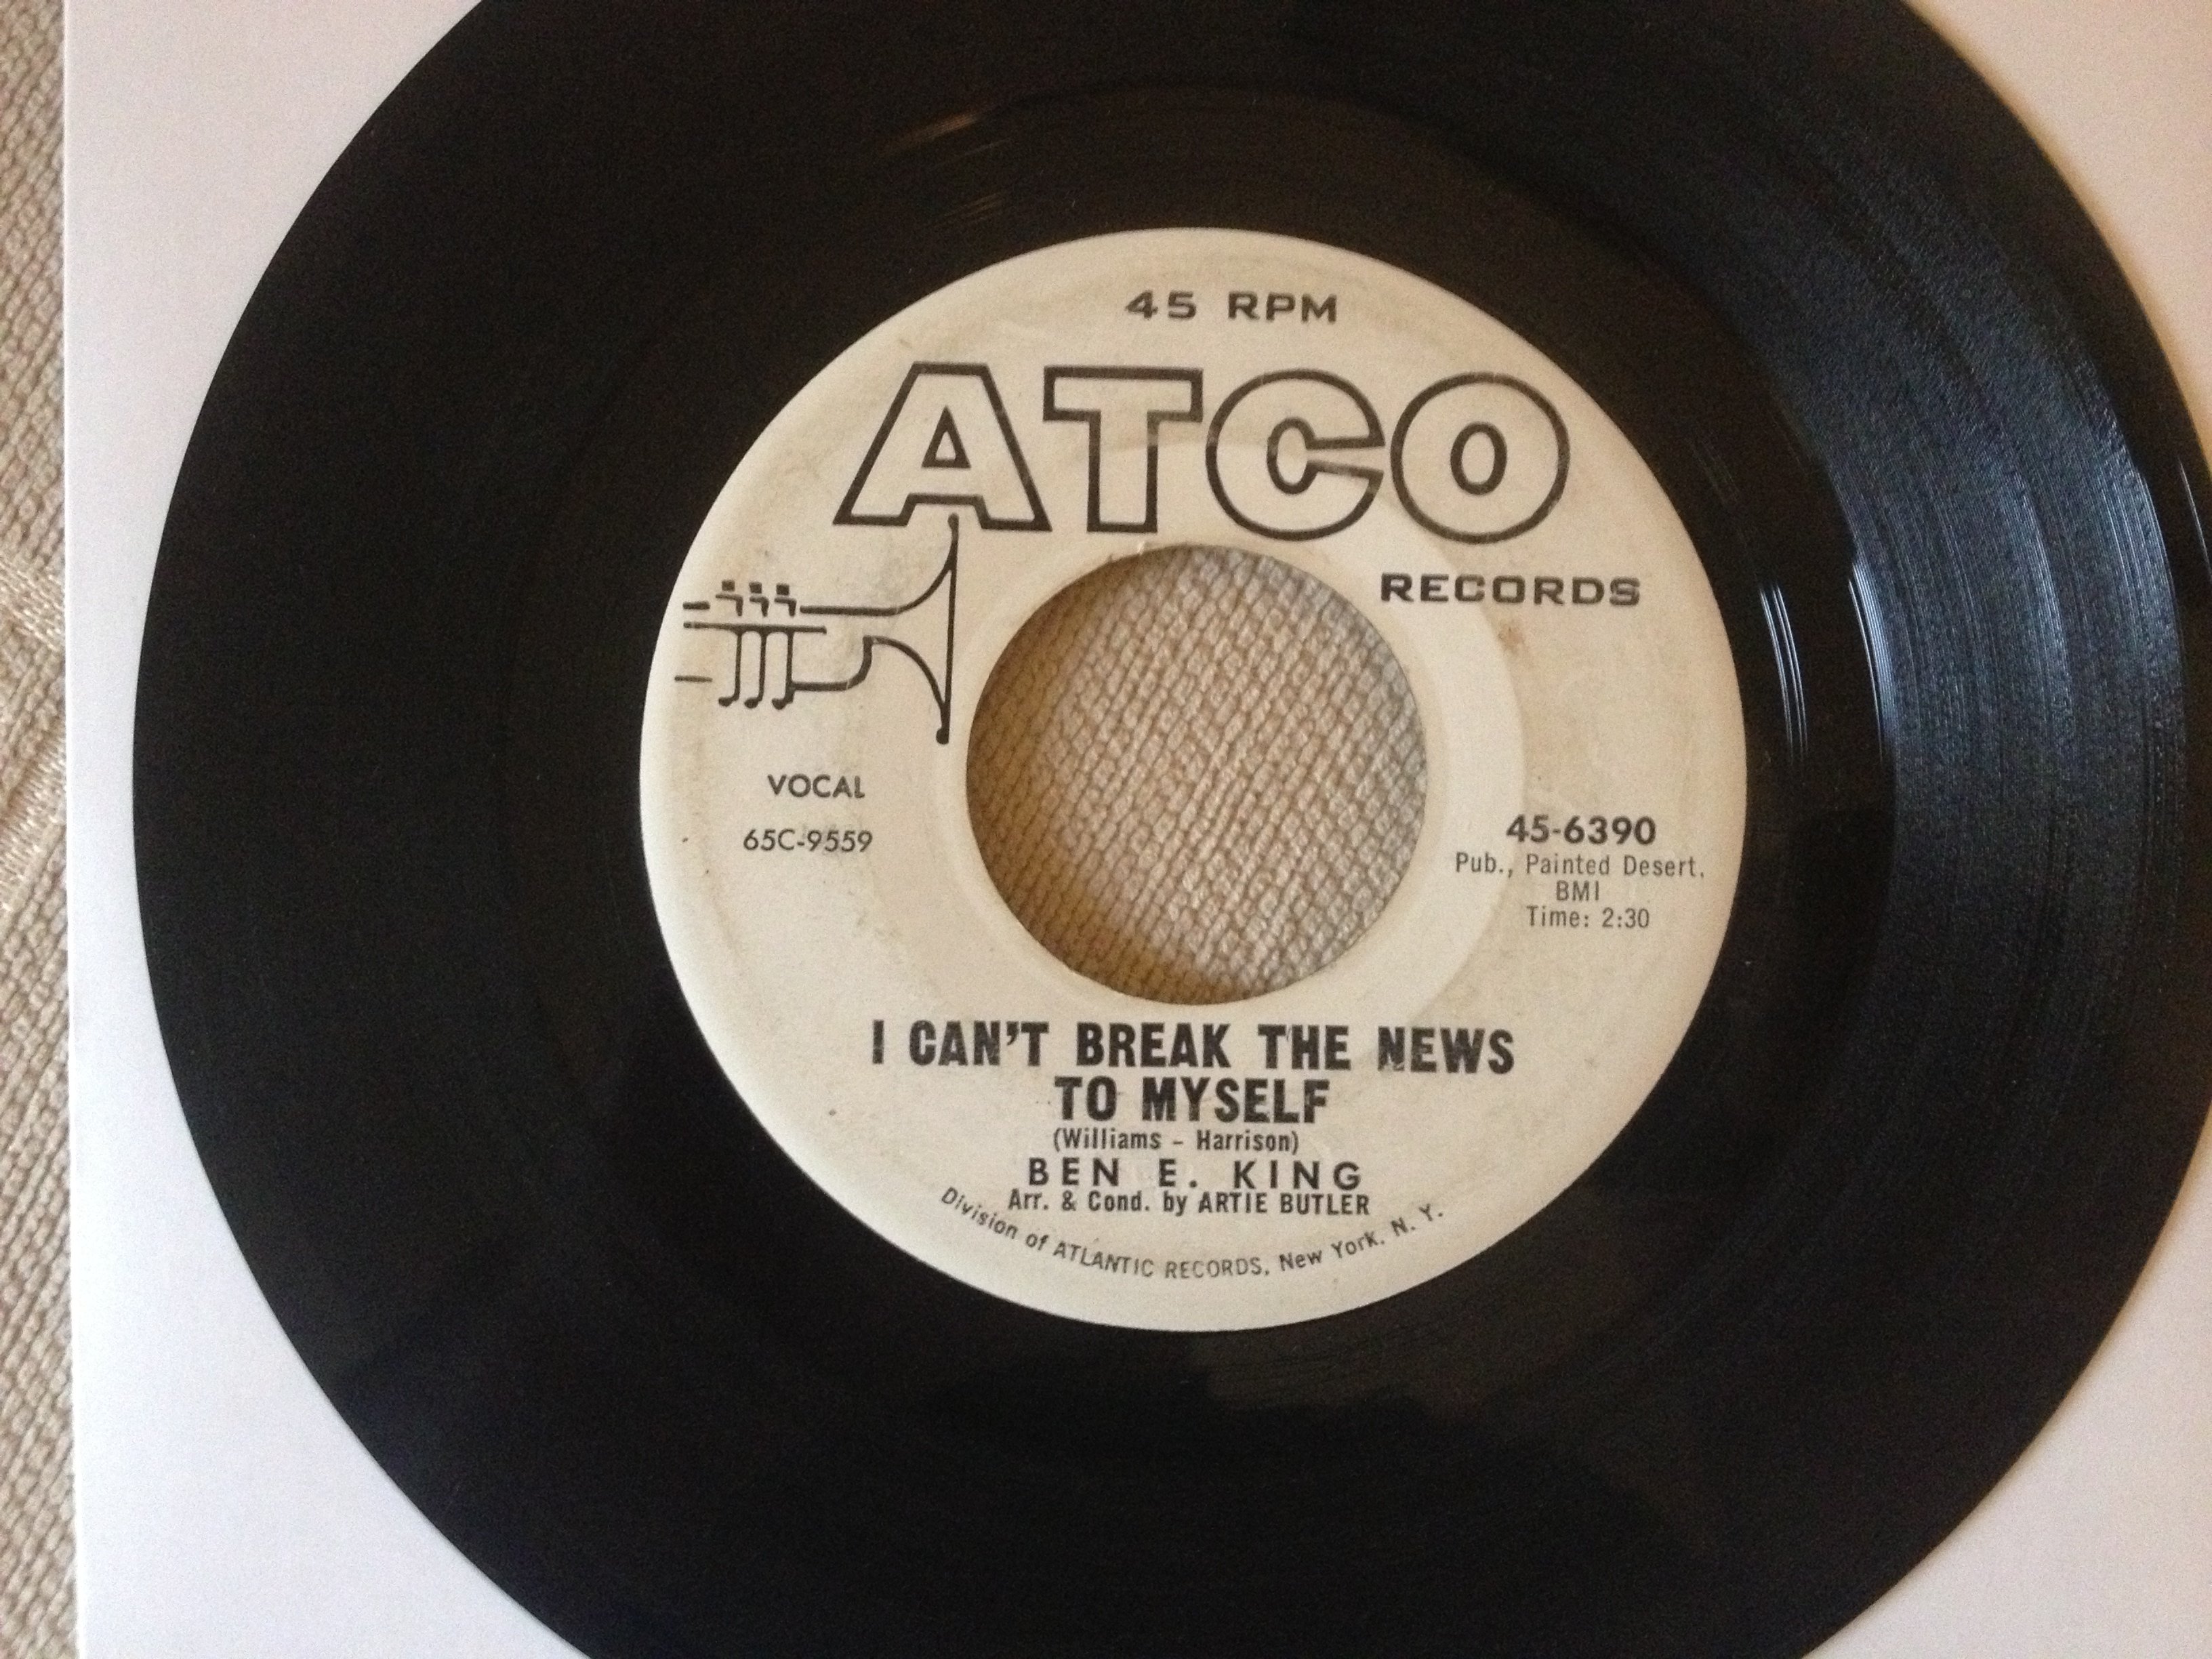 45 RPM
ATCO
RECORDS
VOCAL
65C-9559
45-6390
Pub., Painted Desert,
BMI
Time: 2:30
I CAN'T BREAK THE NEWS
TO MYSELF
(Williams - Harrison)
BEN E. KING
Arr. & Cond. by ARTIE BUTLER
Division of ATLANTIC RECORDS, New York, N. Y.